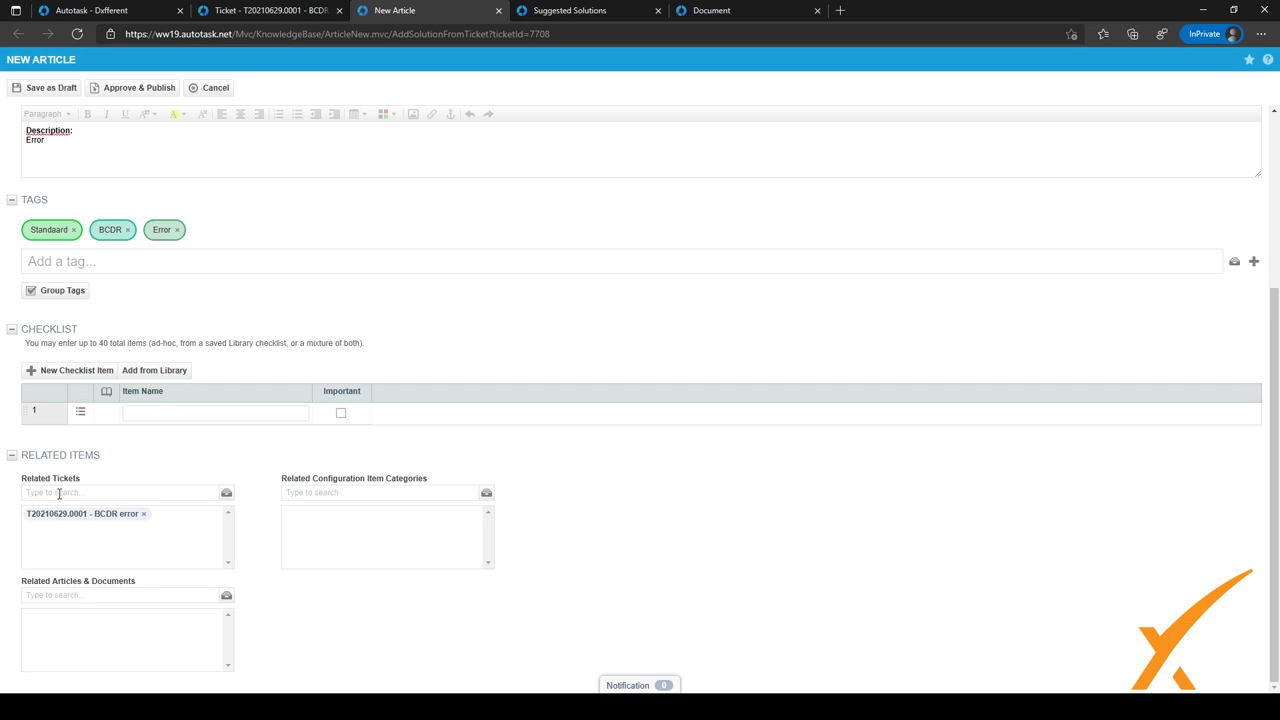 Autotask - Dxfferent
Ticket - T20210629.0001 - BCDR
New Article
Suggested Solutions
Document
https://ww19.autotask.net/Mvc/KnowledgeBase/ArticleNew.mvc/AddSolutionFromTicket?ticketId=7708
InPrivate
NEW ARTICLE
Save as Draft
Approve & Publish
Cancel
Paragraph
Description:
Error
TAGS
Standaard
BCDR
Error
Add a tag...
Group Tags
CHECKLIST
You may enter up to 40 total items (ad-hoc, from a saved Library checklist, or a mixture of both).
New Checklist Item
Add from Library
Item Name
Important
1
RELATED ITEMS
Related Tickets
Related Configuration Item Categories
Type to search...
Type to search...
T20210629.0001 - BCDR error
Related Articles & Documents
Type to search...
Notification 0